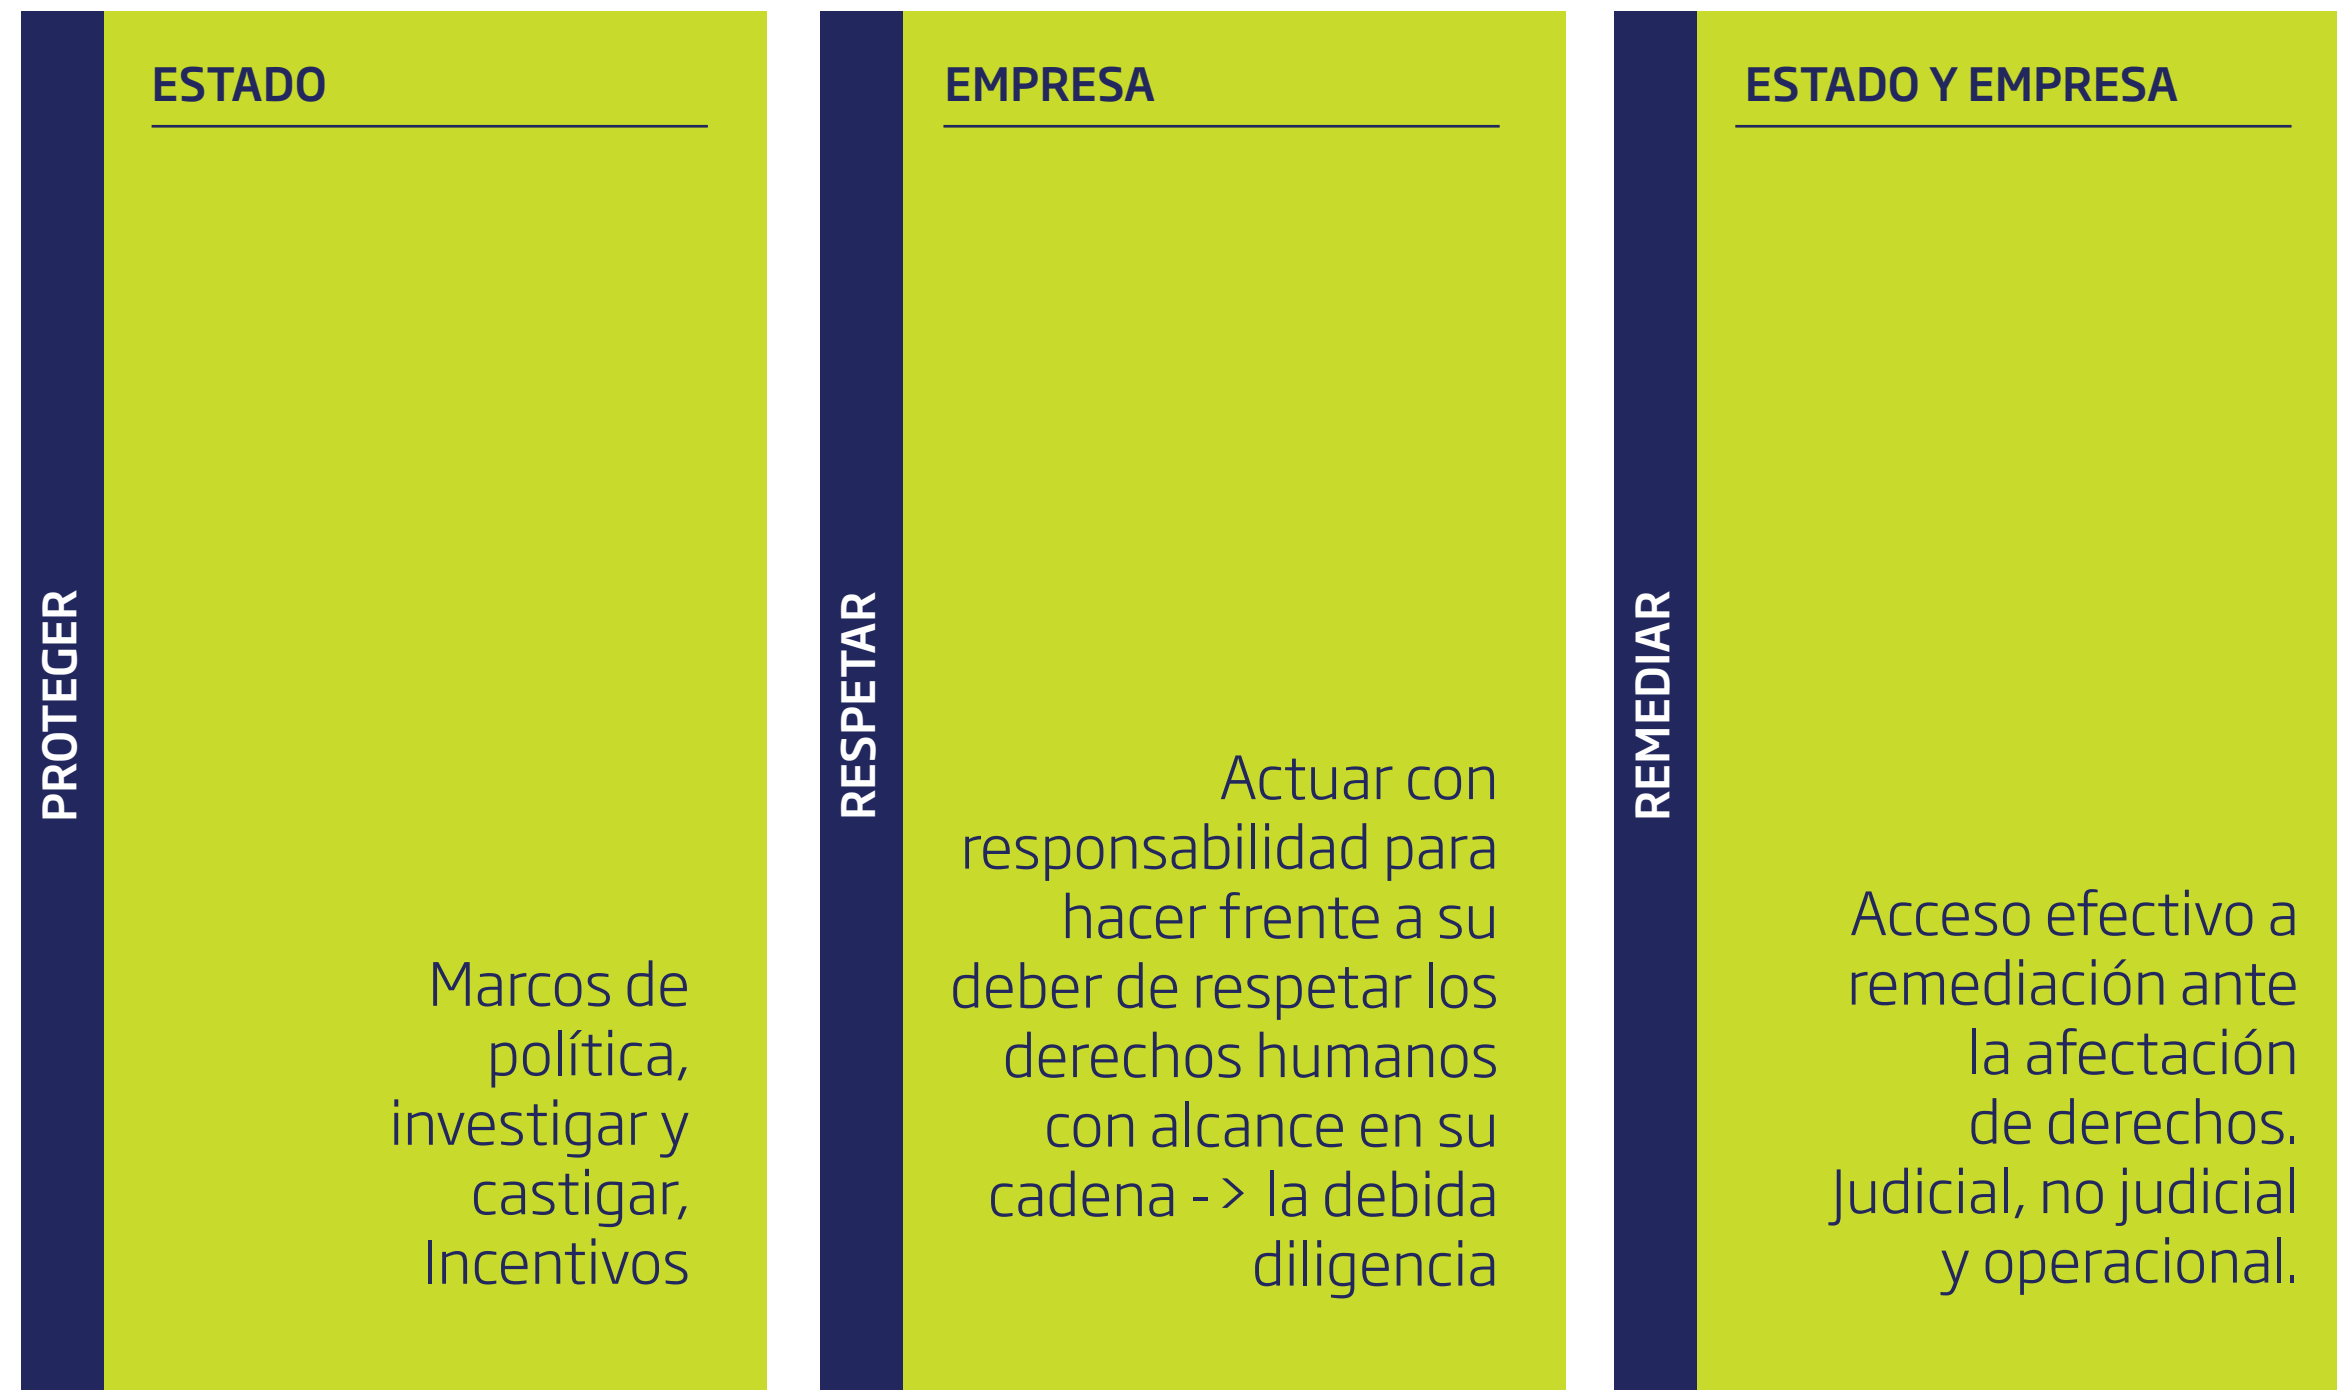 PROTEGER
ESTADO
Marcos de
política,
investigar y
castigar,
Incentivos
RESPETAR
EMPRESA
Actuar con
responsabilidad para
hacer frente a su
deber de respetar los
derechos humanos
con alcance en su
cadena -> la debida
diligencia
REMEDIAR
ESTADO Y EMPRESA
Acceso efectivo a
remediación ante
la afectación
de derechos.
Judicial, no judicial
y operacional.